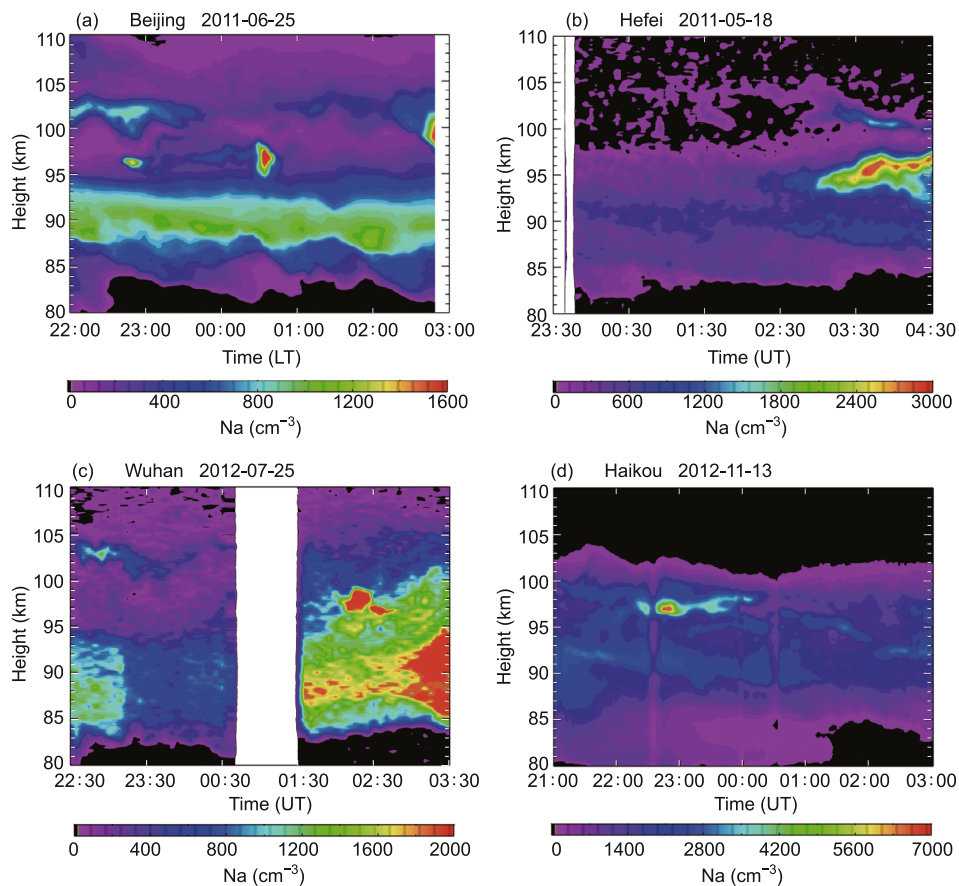 (a) Beijing 2011-06-25
110
105
100
95
90
85
80
Height (km)
22:00 23:00 00:00 01:00 02:00 03:00
Time (LT)
0 400 800 1200 1600
Na (cm⁻³)
(b) Hefei 2011-05-18
110
105
100
95
90
85
80
Height (km)
23:30 00:30 01:30 02:30 03:30 04:30
Time (UT)
0 600 1200 1800 2400 3000
Na (cm⁻³)
(c) Wuhan 2012-07-25
110
105
100
95
90
85
80
Height (km)
22:30 23:30 00:30 01:30 02:30 03:30
Time (UT)
0 400 800 1200 1600 2000
Na (cm⁻³)
(d) Haikou 2012-11-13
110
105
100
95
90
85
80
Height (km)
21:00 22:00 23:00 00:00 01:00 02:00 03:00
Time (UT)
0 1400 2800 4200 5600 7000
Na (cm⁻³)